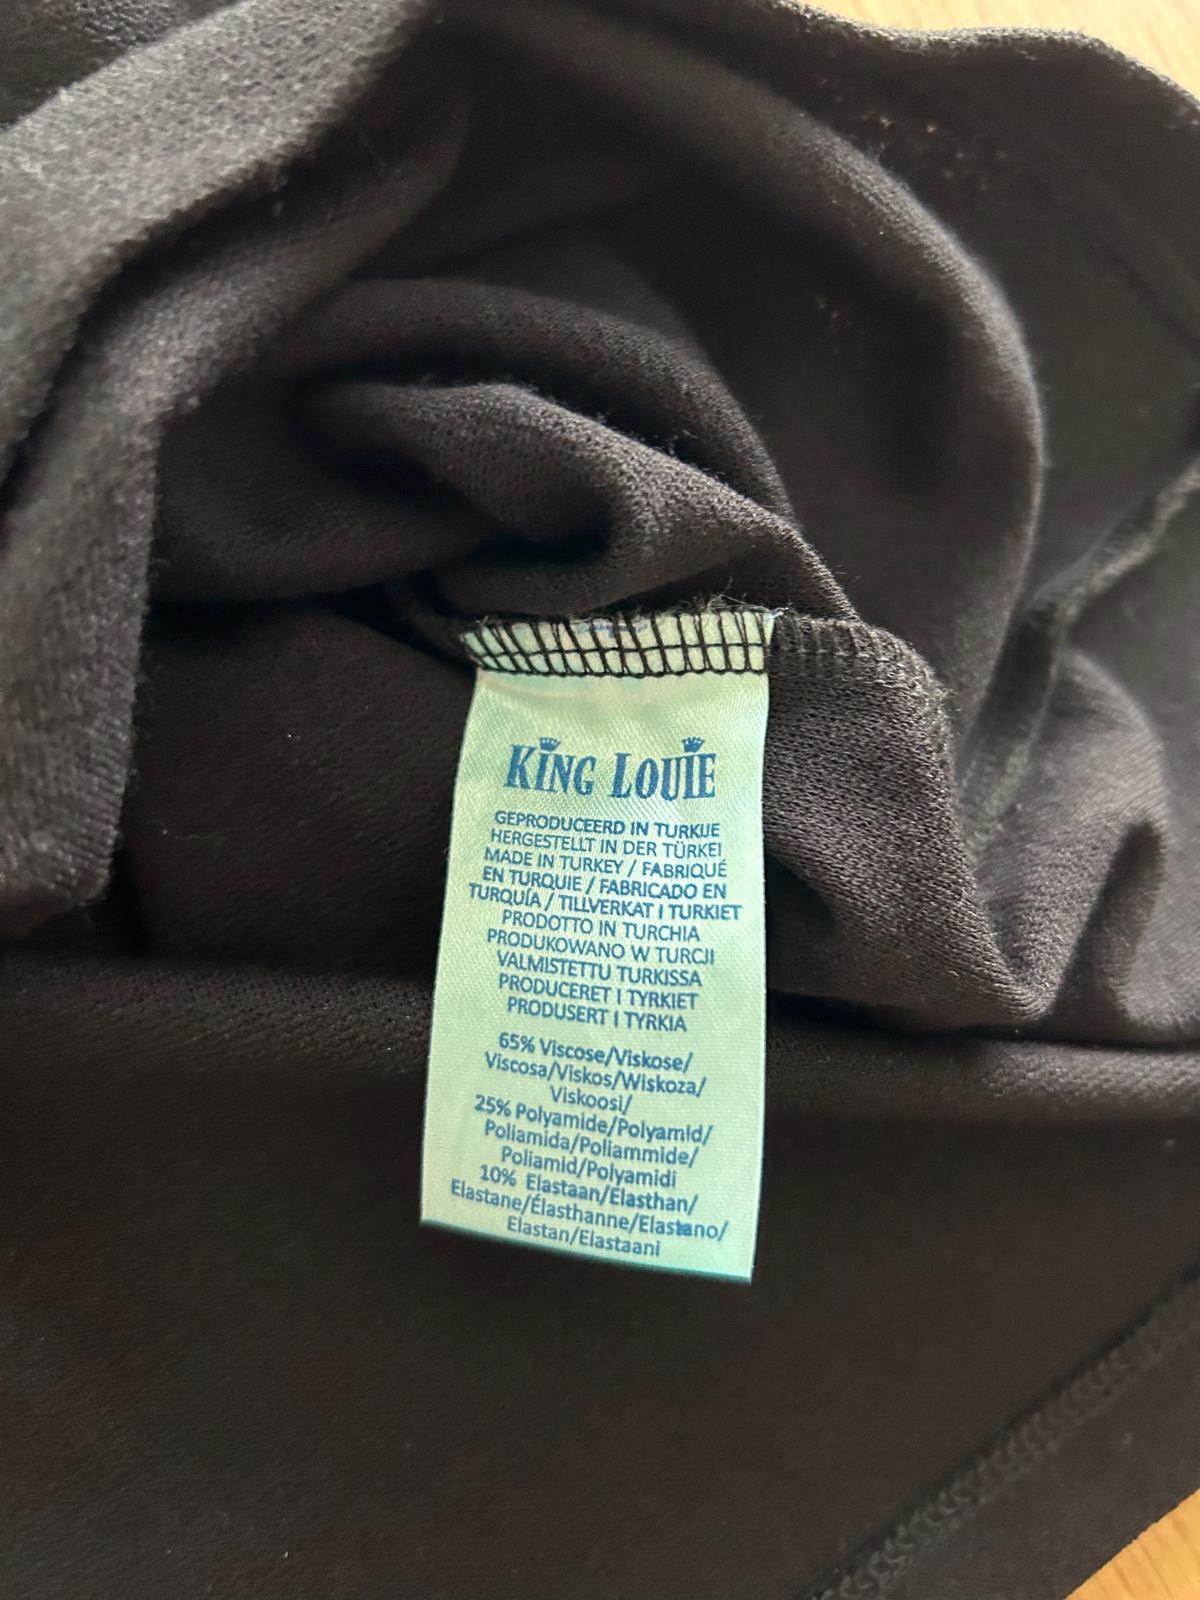 KING LOUIE
GEPRODUCEERD IN TURKIJE
HERGESTELLT IN DER TÜRKEI
MADE IN TURKEY / FABRIQUÉ
EN TURQUIE / FABRICADO EN
TURQUÍA / TILLVERKAT I TURKIET
PRODOTTO IN TURCHIA
PRODUKOWANO W TURCJI
VALMISTETTU TURKISSA
PRODUCERET I TYRKIET
PRODUSERT I TYRKIA
65% Viscose/Viskose/
Viscosa/Viskos/Wiskoza/
Viskoosi/
25% Polyamide/Polyamid/
Poliamida/Poliammide/
Poliamid/Polyamidi
10% Elastaan/Elasthan/
Elastane/Élasthanne/Elastano/
Elastan/Elastaani